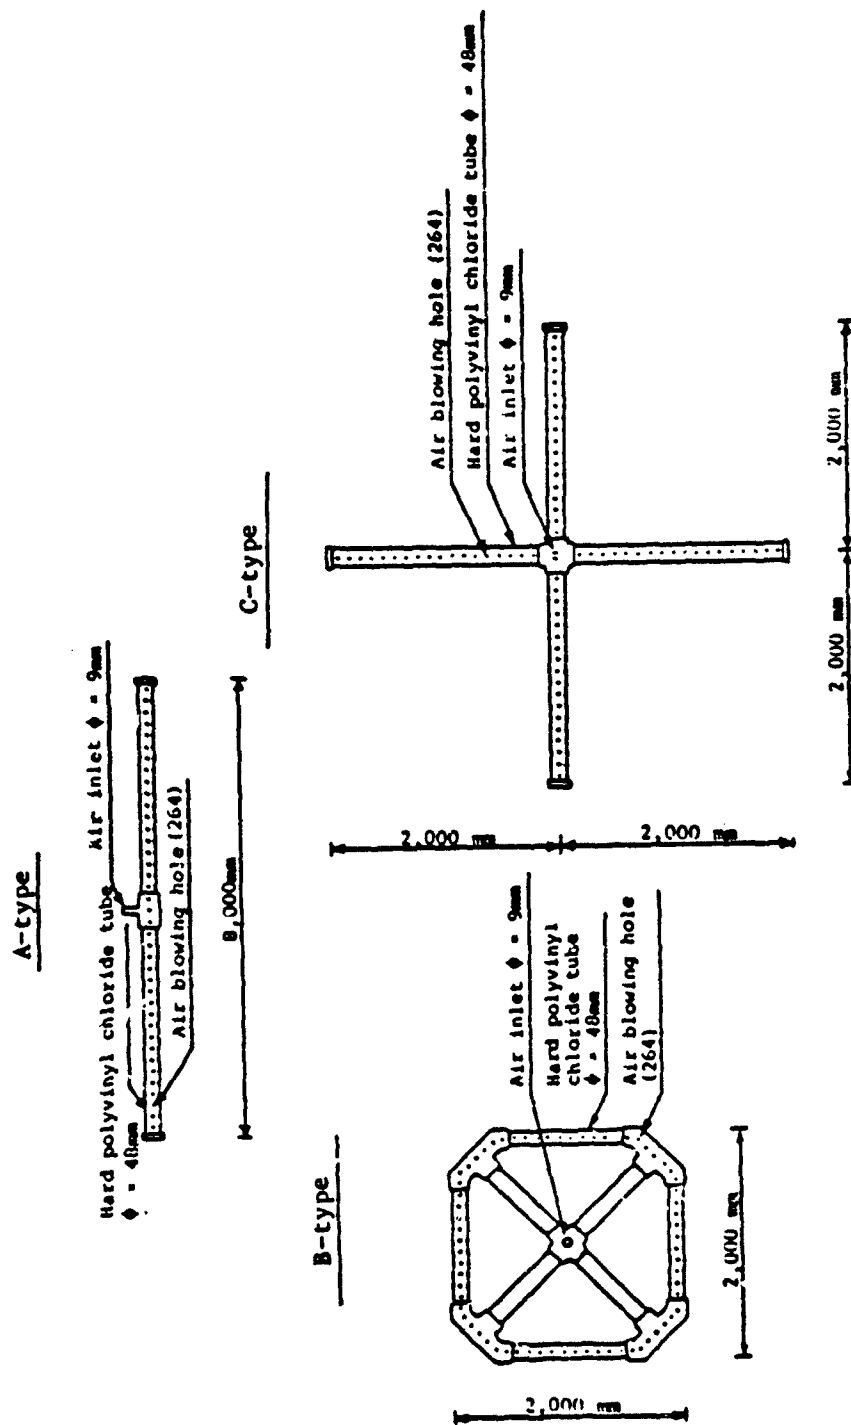 A-type
Hard polyvinyl chloride tube
ϕ = 48mm
Air inlet ϕ = 9mm
Air blowing hole (264)
8,000mm
B-type
Air inlet ϕ = 9mm
Hard polyvinyl
chloride tube
ϕ = 48mm
Air blowing hole
(264)
2,000 mm
2,000 mm
C-type
Air blowing hole (264)
Hard polyvinyl chloride tube ϕ = 48mm
Air inlet ϕ = 9mm
2,000 mm
2,000 mm
2,000 mm
2,000 mm